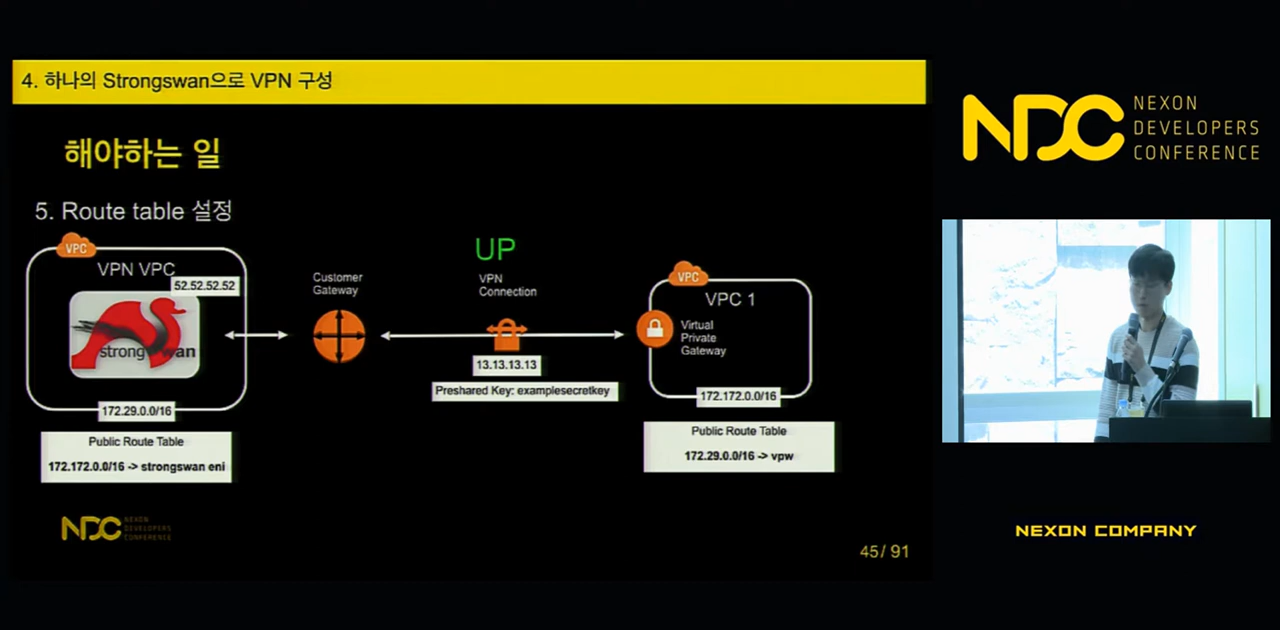 4. 하나의 Strongswan으로 VPN 구성
해야하는 일
5. Route table 설정
VPC
VPN VPC
52.52.52.52
strongswan
172.29.0.0/16
Public Route Table
172.172.0.0/16 -> strongswan eni
Customer
Gateway
UP
VPN
Connection
13.13.13.13
Preshared Key: examplesecretkey
VPC
VPC 1
Virtual
Private
Gateway
172.172.0.0/16
Public Route Table
172.29.0.0/16 -> vpw
NDC
NEXON
DEVELOPERS
CONFERENCE
45/ 91
NDC
NEXON
DEVELOPERS
CONFERENCE
NEXON COMPANY